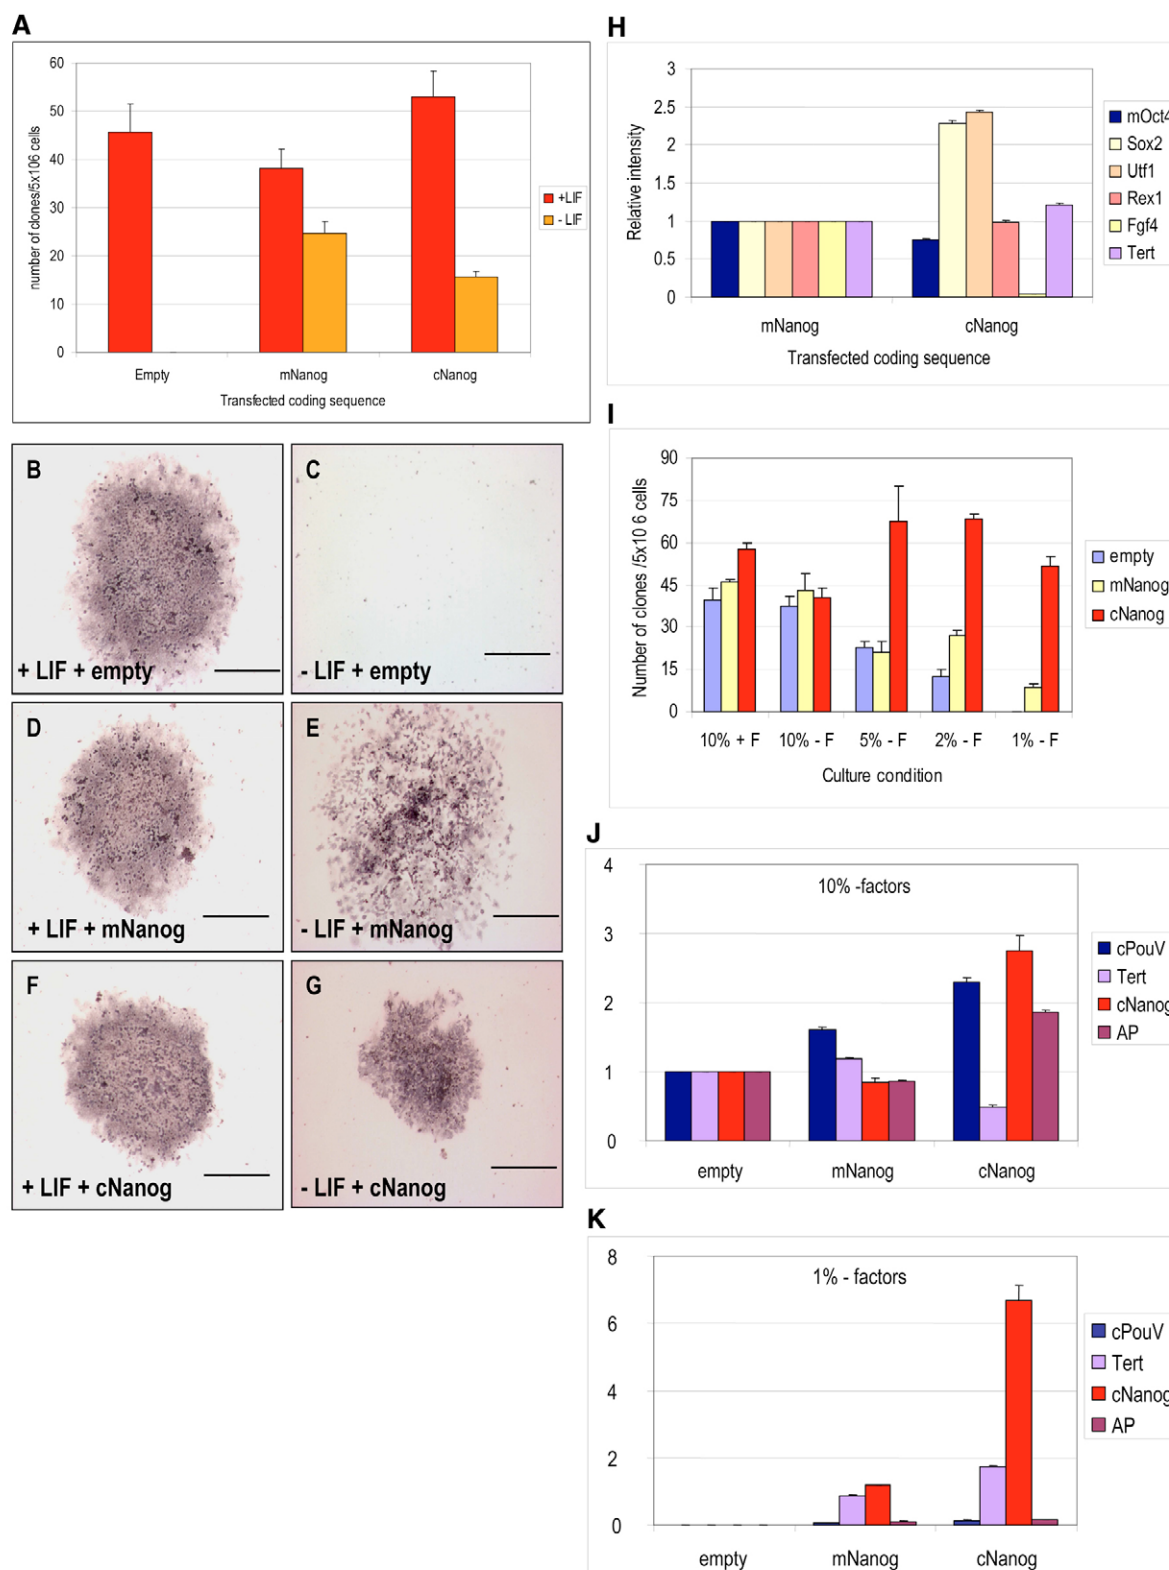 A
60
50
40
30
20
10
0
number of clones/5x106 cells
Empty
mNanog
cNanog
Transfected coding sequence
+LIF
- LIF
B
+ LIF + empty
C
- LIF + empty
D
+ LIF + mNanog
E
- LIF + mNanog
F
+ LIF + cNanog
G
- LIF + cNanog
H
3
2.5
2
1.5
1
0.5
0
Relative intensity
mNanog
cNanog
Transfected coding sequence
mOct4
Sox2
Utf1
Rex1
Fgf4
Tert
I
90
75
60
45
30
15
0
Number of clones /5x10 6 cells
10% + F
10% - F
5% - F
2% - F
1% - F
Culture condition
empty
mNanog
cNanog
J
4
3
2
1
0
10% -factors
empty
mNanog
cNanog
cPouV
Tert
cNanog
AP
K
8
6
4
2
0
1% - factors
empty
mNanog
cNanog
cPouV
Tert
cNanog
AP